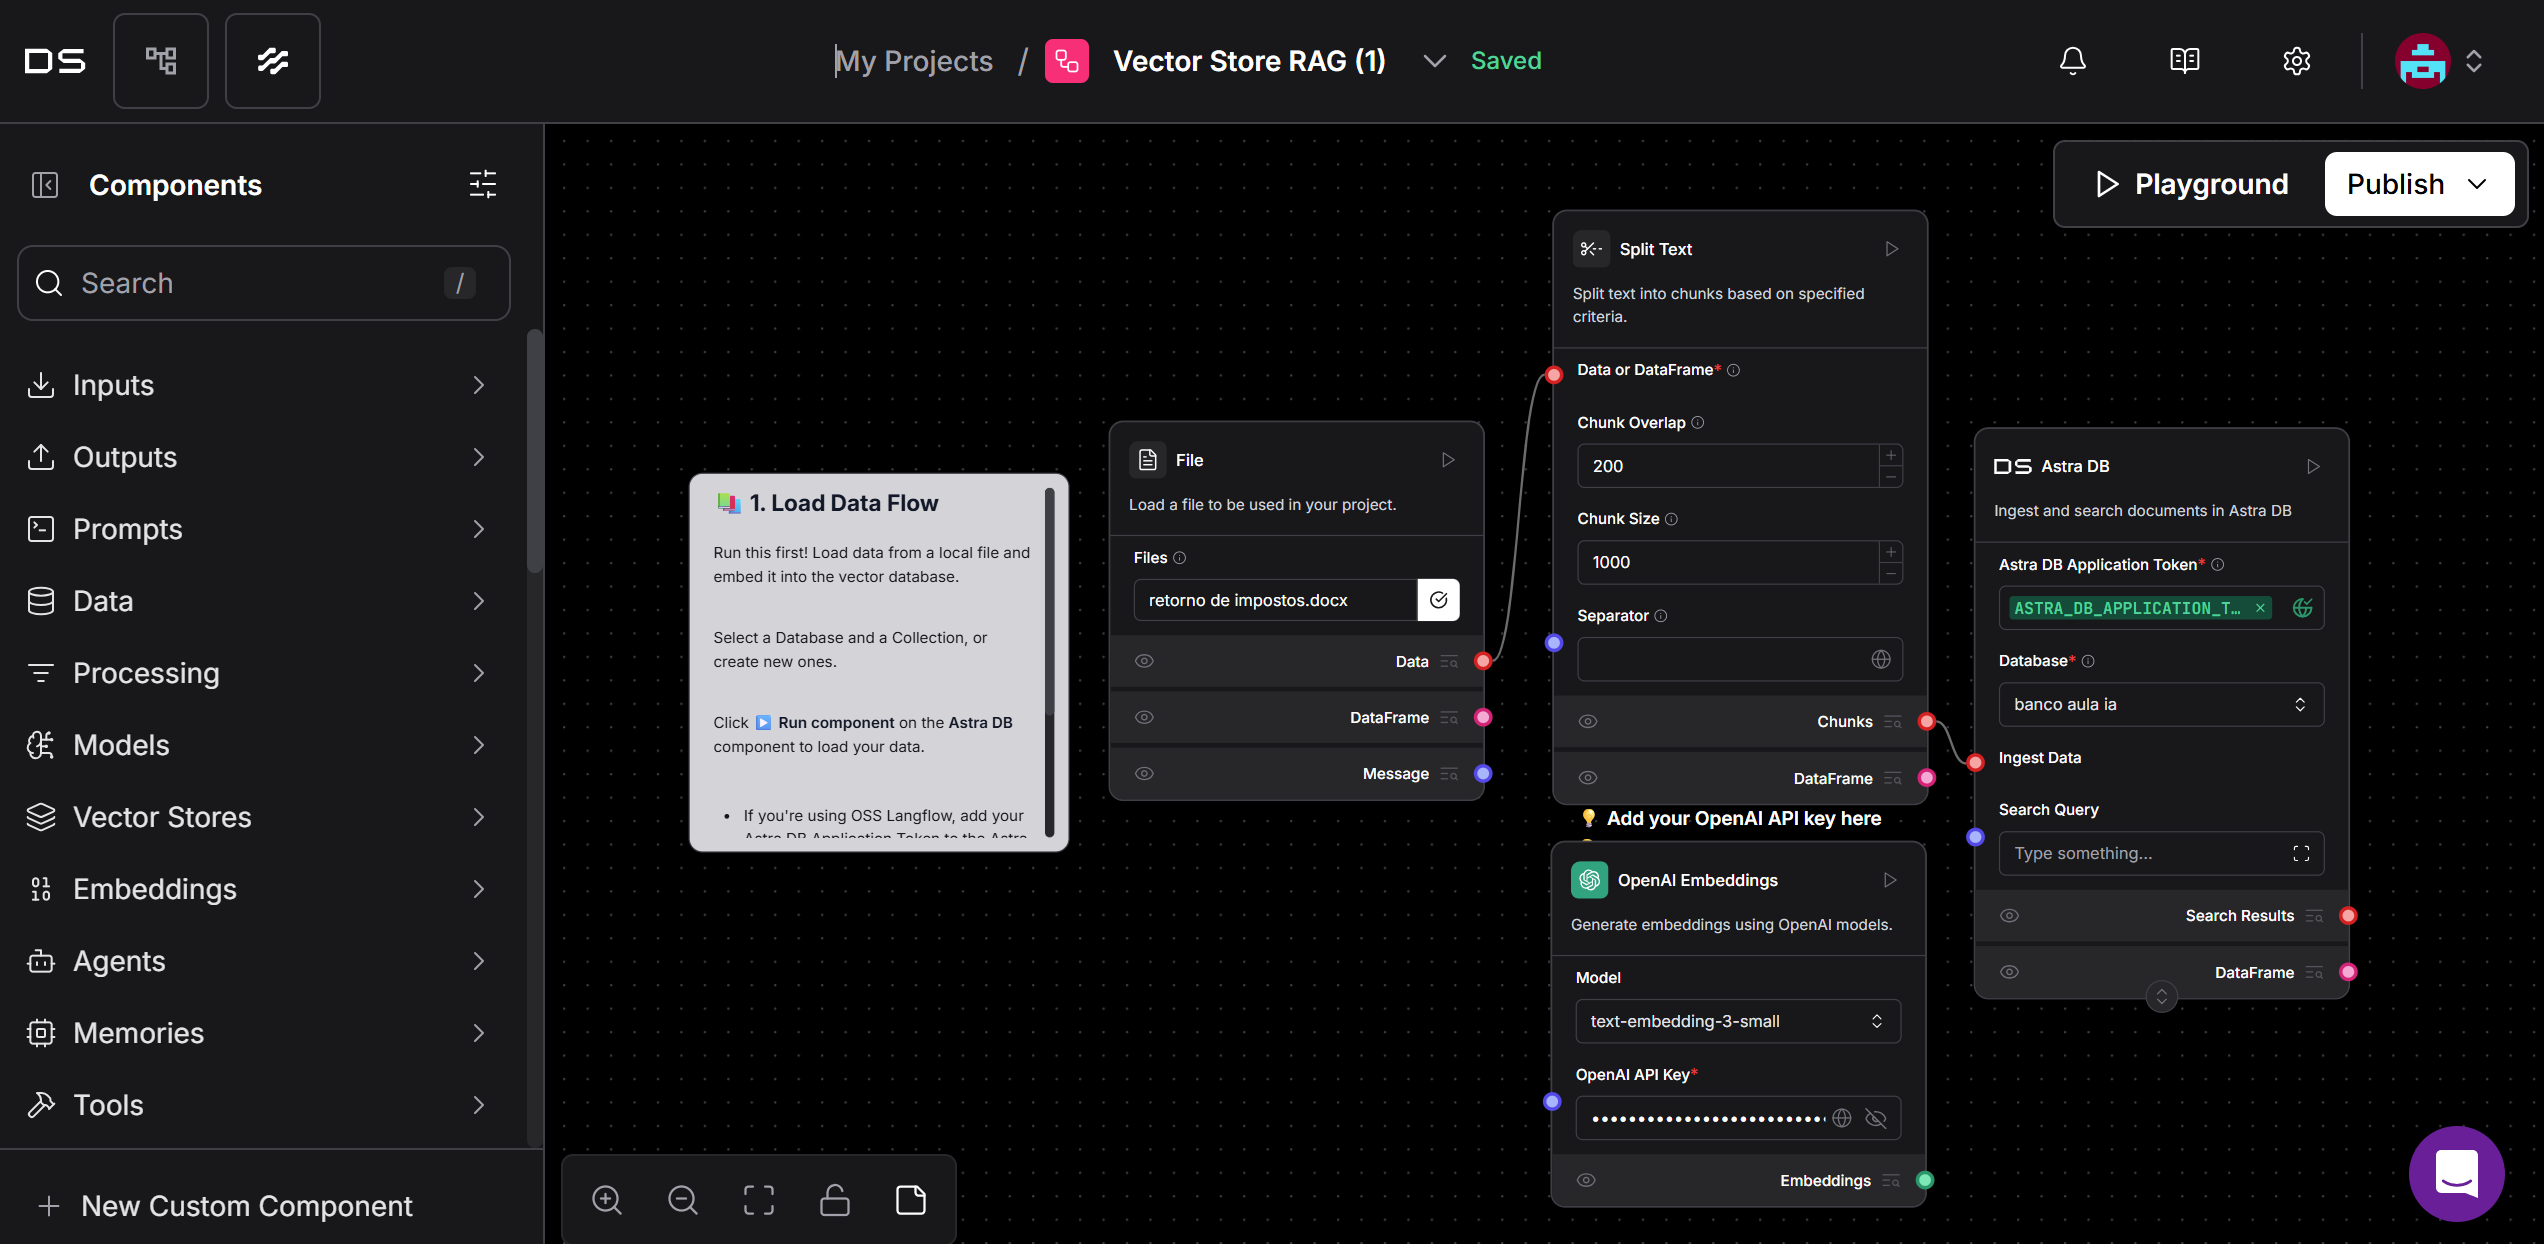 DS
My Projects / Vector Store RAG (1) Saved
Components
Search /
Inputs
Outputs
Prompts
Data
Processing
Models
Vector Stores
Embeddings
Agents
Memories
Tools
New Custom Component
Playground
Publish
1. Load Data Flow
Run this first! Load data from a local file and
embed it into the vector database.
Select a Database and a Collection, or
create new ones.
Click ▶ Run component on the Astra DB
component to load your data.
• If you're using OSS Langflow, add your
Astra DB Application Token to the Astra
File
Load a file to be used in your project.
Files
retorno de impostos.docx
Data
DataFrame
Message
Split Text
Split text into chunks based on specified
criteria.
Data or DataFrame*
Chunk Overlap
200
Chunk Size
1000
Separator
Chunks
DataFrame
💡 Add your OpenAI API key here
OpenAI Embeddings
Generate embeddings using OpenAI models.
Model
text-embedding-3-small
OpenAI API Key*
••••••••••••••••••••••••••
Embeddings
DS Astra DB
Ingest and search documents in Astra DB
Astra DB Application Token*
ASTRA_DB_APPLICATION_T...
Database*
banco aula ia
Ingest Data
Search Query
Type something...
Search Results
DataFrame